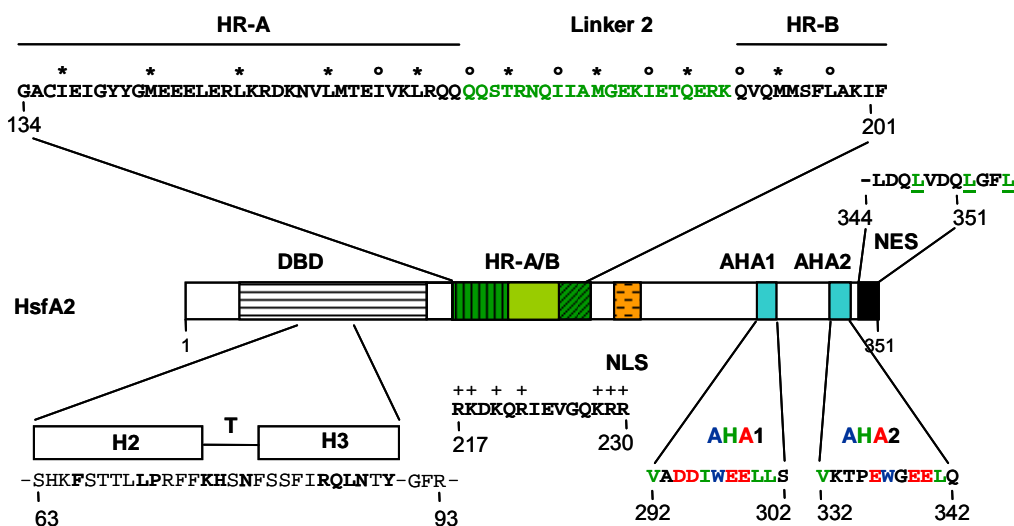 HR-A Linker 2 HR-B
* * * * o * o * o * o * o * o
GACIEIGYYGMEEELERLKRDKNVLMTEIVKLRQQQQSTRNQIIAMGEKIETQERKQVQMMSFLAKIF
134 201
-LDQLVDQLGFL
344 351
NES
DBD HR-A/B AHA1 AHA2
HsfA2
1 351
NLS
++ + + +++
RKDKQRIEVGQKRR
217 230
H2 T H3
-SHKFSTTLLPRFFKHSNFSSFIRQLNTY-GFR-
63 93
AHA1 AHA2
VADDIWEELLS VKTPEWGEELQ
292 302 332 342